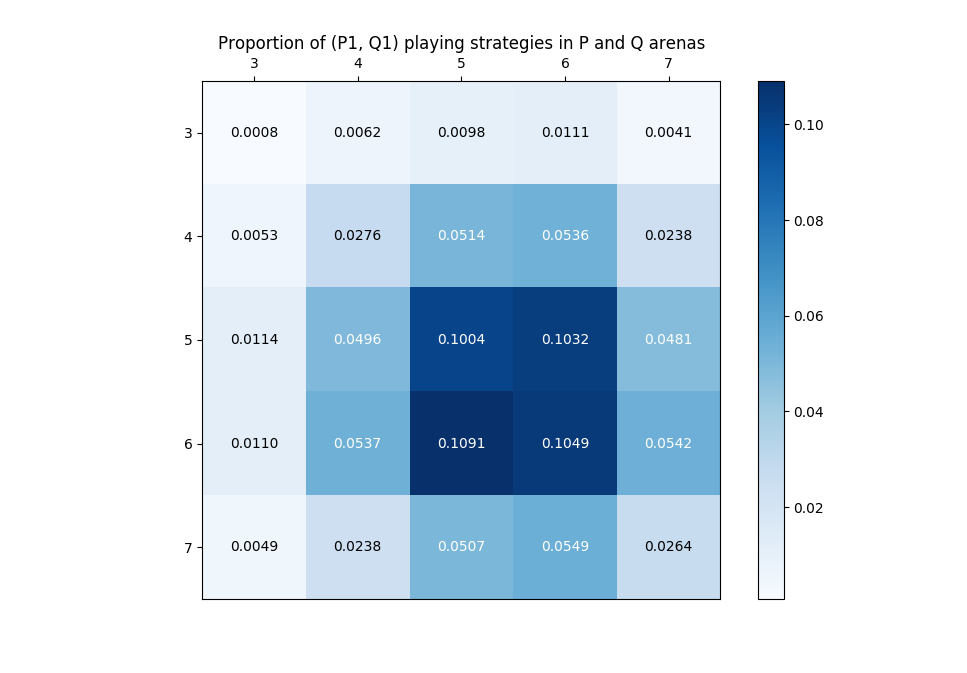 Proportion of (P1, Q1) playing strategies in P and Q arenas
3 4 5 6 7
3 0.0008 0.0062 0.0098 0.0111 0.0041
4 0.0053 0.0276 0.0514 0.0536 0.0238
5 0.0114 0.0496 0.1004 0.1032 0.0481
6 0.0110 0.0537 0.1091 0.1049 0.0542
7 0.0049 0.0238 0.0507 0.0549 0.0264
0.10
0.08
0.06
0.04
0.02